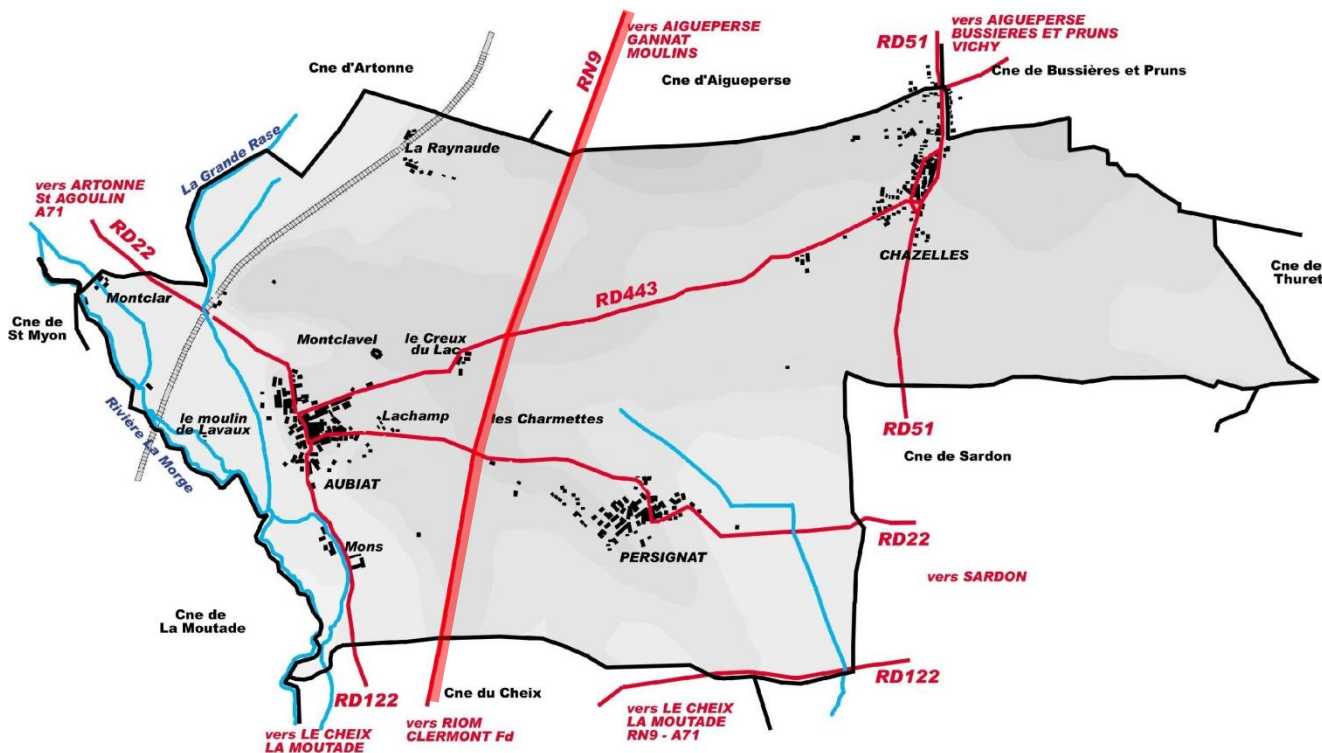 vers AIGUEPERSE
GANNAT
MOULINS
RN9
RD51
vers AIGUEPERSE
BUSSIERES ET PRUNS
VICHY
Cne d'Artonne
Cne d'Aigueperse
Cne de Bussières et Pruns
La Grande Rase
La Raynaude
vers ARTONNE
St AGOULIN
A71
RD22
CHAZELLES
Cne de
Thuret
Montclar
RD443
Cne de
St Myon
Montclavel
le Creux
du Lac
Rivière La Morge
le moulin
de Lavaux
Lachamp
les Charmettes
RD51
Cne de Sardon
AUBIAT
Mons
PERSIGNAT
RD22
vers SARDON
Cne de
La Moutade
RD122
Cne du Cheix
RD122
vers LE CHEIX
LA MOUTADE
vers RIOM
CLERMONT Fd
vers LE CHEIX
LA MOUTADE
RN9 - A71